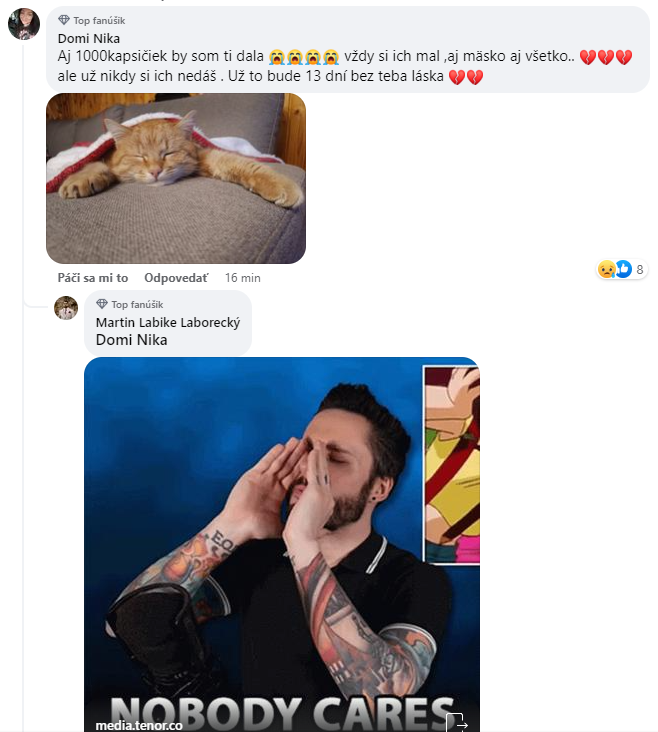 Top fanúšik
Domi Nika
Aj 1000kapsičiek by som ti dala 😭😭😭😭 vždy si ich mal ,aj mäsko aj všetko.. 💔💔💔
ale už nikdy si ich nedáš . Už to bude 13 dní bez teba láska 💔💔
Páči sa mi to Odpovedať 16 min
8
Top fanúšik
Martin Labike Laborecký
Domi Nika
NOBODY CARES
media.tenor.co